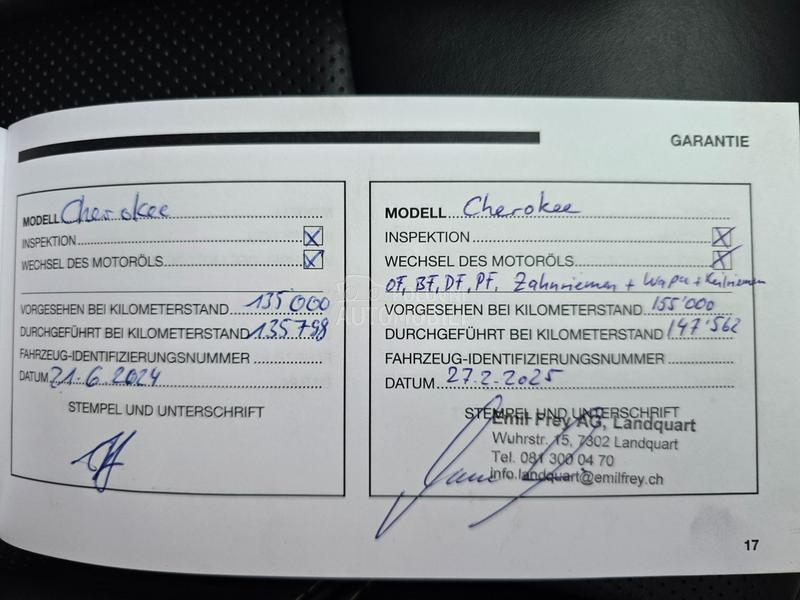 GARANTIE
MODELL Cherokee
INSPEKTION X
WECHSEL DES MOTORÖLS X
VORGESEHEN BEI KILOMETERSTAND 135'000
DURCHGEFÜHRT BEI KILOMETERSTAND 135798
FAHRZEUG-IDENTIFIZIERUNGSNUMMER
DATUM 21.6.2024
STEMPEL UND UNTERSCHRIFT
MODELL Cherokee
INSPEKTION X
WECHSEL DES MOTORÖLS X
OF, BF, DF, PF, Zahnriemen + Wapu + Keilriemen
VORGESEHEN BEI KILOMETERSTAND 155'000
DURCHGEFÜHRT BEI KILOMETERSTAND 147'562
FAHRZEUG-IDENTIFIZIERUNGSNUMMER
DATUM 27.2.2025
STEMPEL UND UNTERSCHRIFT
Emil Frey AG, Landquart
Wuhrstr. 15, 7302 Landquart
Tel. 081 300 04 70
info.landquart@emilfrey.ch
17
AUTOMOBILE